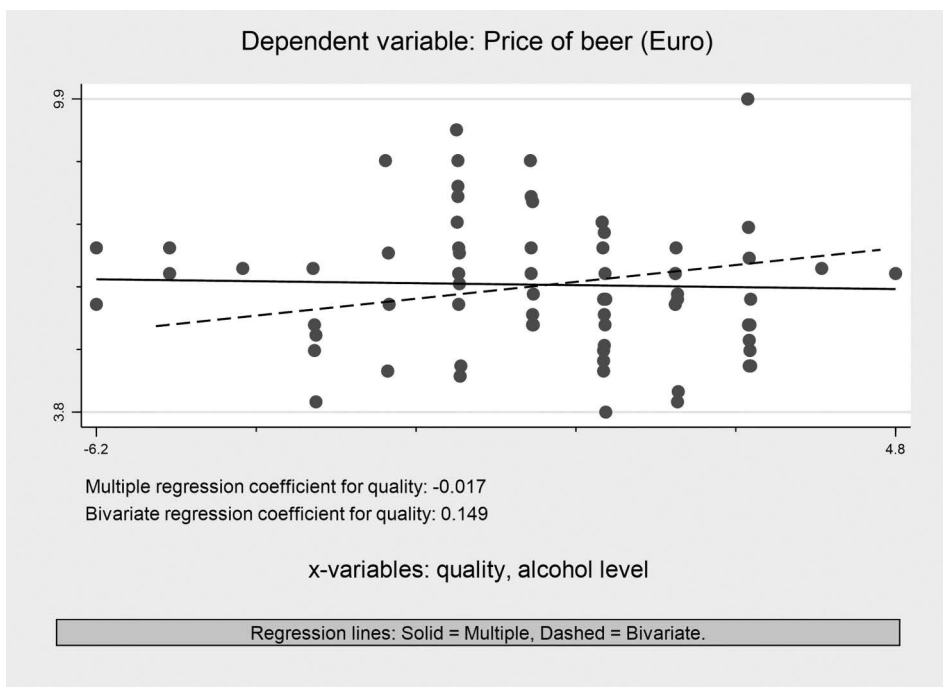 Dependent variable: Price of beer (Euro)
9.9
3.8
-6.2
4.8
Multiple regression coefficient for quality: -0.017
Bivariate regression coefficient for quality: 0.149
x-variables: quality, alcohol level
Regression lines: Solid = Multiple, Dashed = Bivariate.